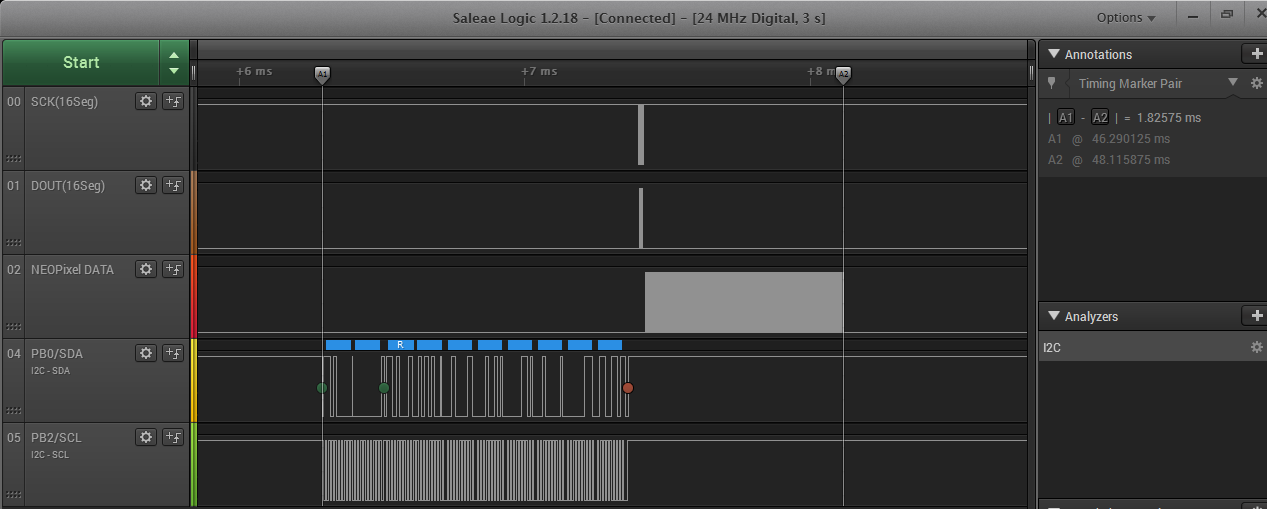 Saleae Logic 1.2.18 - [Connected] - [24 MHz Digital, 3 s]
Options
Start
+6 ms
+7 ms
+8 m
A1
A2
Annotations
Timing Marker Pair
| A1 - A2 | = 1.82575 ms
A1 @ 46.290125 ms
A2 @ 48.115875 ms
00 SCK(16Seg)
01 DOUT(16Seg)
02 NEOPixel DATA
04 PB0/SDA
I2C - SDA
R
05 PB2/SCL
I2C - SCL
Analyzers
I2C